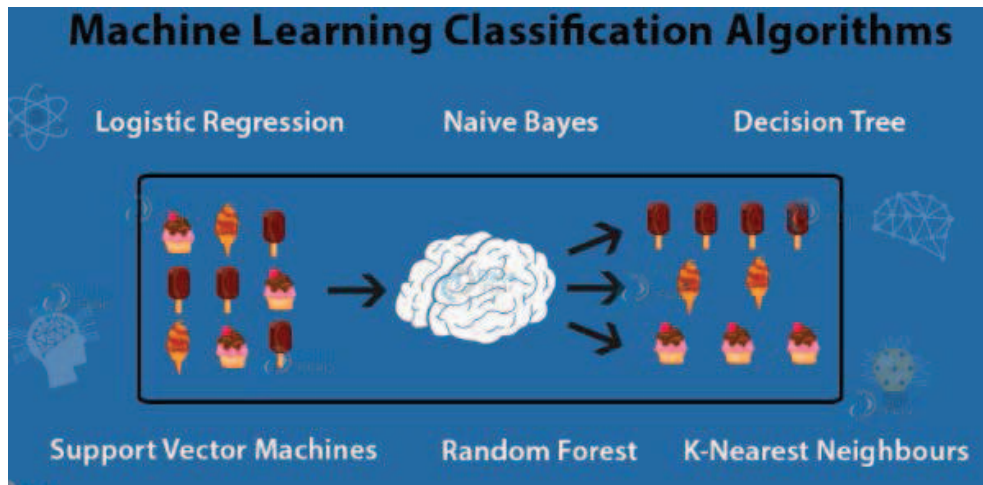 Machine Learning Classification Algorithms
Logistic Regression
Naive Bayes
Decision Tree
Support Vector Machines
Random Forest
K-Nearest Neighbours